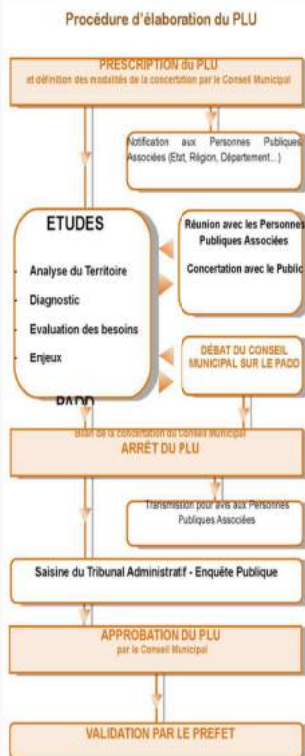 Procédure d'élaboration du PLU
PRESCRIPTION du PLU
et définition des modalités de la concertation par le Conseil Municipal
Notification aux Personnes Publiques
Associées (Etat, Région, Département…)
ETUDES
- Analyse du Territoire
- Diagnostic
- Evaluation des besoins
- Enjeux
PADD
Réunion avec les Personnes
Publiques Associées
Concertation avec le Public
DÉBAT DU CONSEIL
MUNICIPAL SUR LE PADD
Bilan de la concertation du Conseil Municipal
ARRÊT DU PLU
Transmission pour avis aux Personnes
Publiques Associées
Saisine du Tribunal Administratif - Enquête Publique
APPROBATION DU PLU
par le Conseil Municipal
VALIDATION PAR LE PREFET